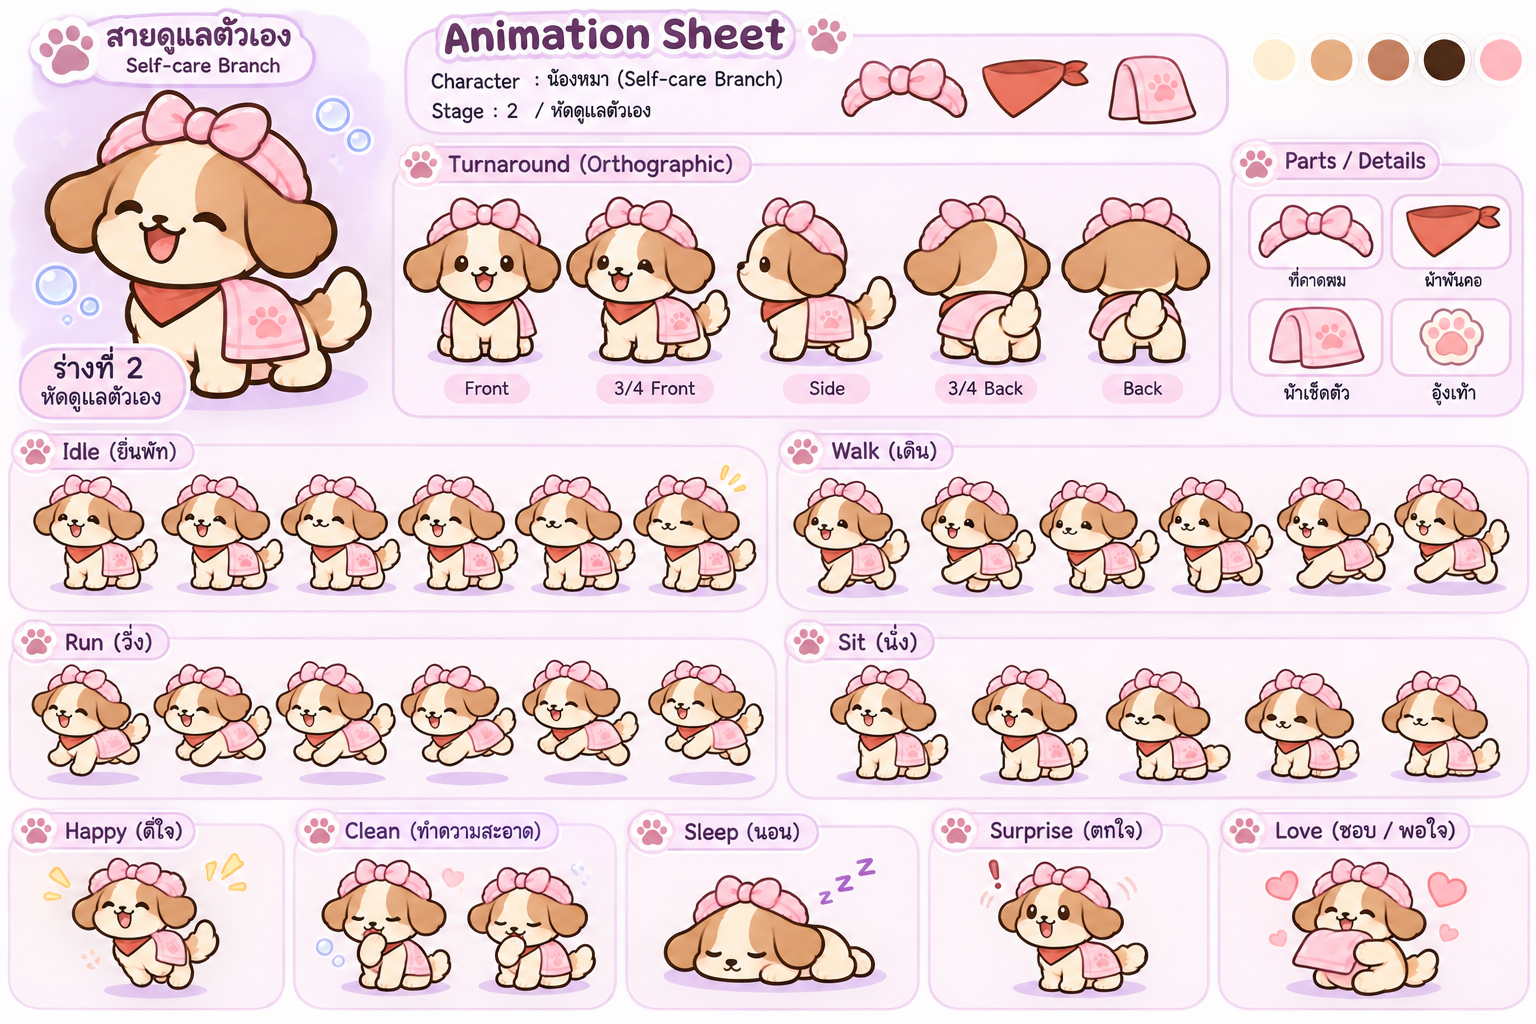 สายดูแลตัวเอง
Self-care Branch
Animation Sheet
Character : น้องหมา (Self-care Branch)
Stage : 2 / หัดดูแลตัวเอง
ร่างที่ 2
หัดดูแลตัวเอง
Turnaround (Orthographic)
Front
3/4 Front
Side
3/4 Back
Back
Parts / Details
ที่คาดผม
ผ้าพันคอ
ผ้าเช็ดตัว
อุ้งเท้า
Idle (ยืนพัท)
Walk (เดิน)
Run (วิ่ง)
Sit (นั่ง)
Happy (ดีใจ)
Clean (ทำความสะอาด)
Sleep (นอน)
z z z
Surprise (ตกใจ)
!
Love (ชอบ / พอใจ)